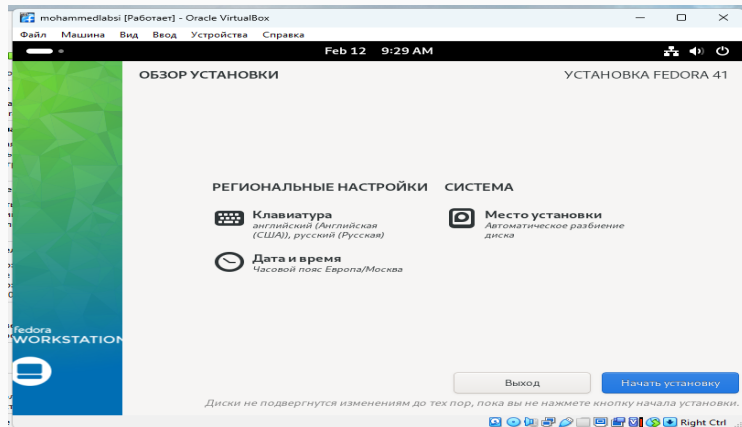 mohammedlabsi [Работает] - Oracle VirtualBox
Файл Машина Вид Ввод Устройства Справка
Feb 12 9:29 AM
ОБЗОР УСТАНОВКИ
УСТАНОВКА FEDORA 41
РЕГИОНАЛЬНЫЕ НАСТРОЙКИ
СИСТЕМА
Клавиатура
английский (Английская
(США)), русский (Русская)
Место установки
Автоматическое разбиение
диска
Дата и время
Часовой пояс Европа/Москва
fedora
WORKSTATION
Выход
Начать установку
Диски не подвергнутся изменениям до тех пор, пока вы не нажмете кнопку начала установки.
Right Ctrl